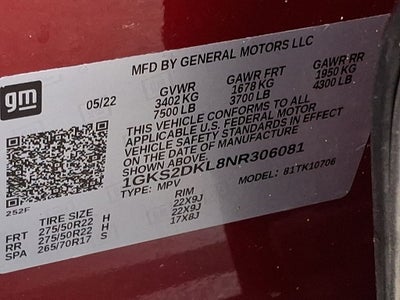 MFD BY GENERAL MOTORS LLC
gm
05/22 GVWR GAWR FRT GAWR RR
3402 KG 1678 KG 1950 KG
7500 LB 3700 LB 4300 LB
THIS VEHICLE CONFORMS TO ALL
APPLICABLE U.S. FEDERAL MOTOR
VEHICLE SAFETY STANDARDS IN EFFECT
ON THE DATE OF MANUFACTURE
SHOWN ABOVE.
1GKS2DKL8NR306081
TYPE: MPV MODEL: 81TK10706
252F
TIRE SIZE RIM
FRT 275/50R22 H 22X9J
RR 275/50R22 H 22X9J
SPA 265/70R17 S 17X8J